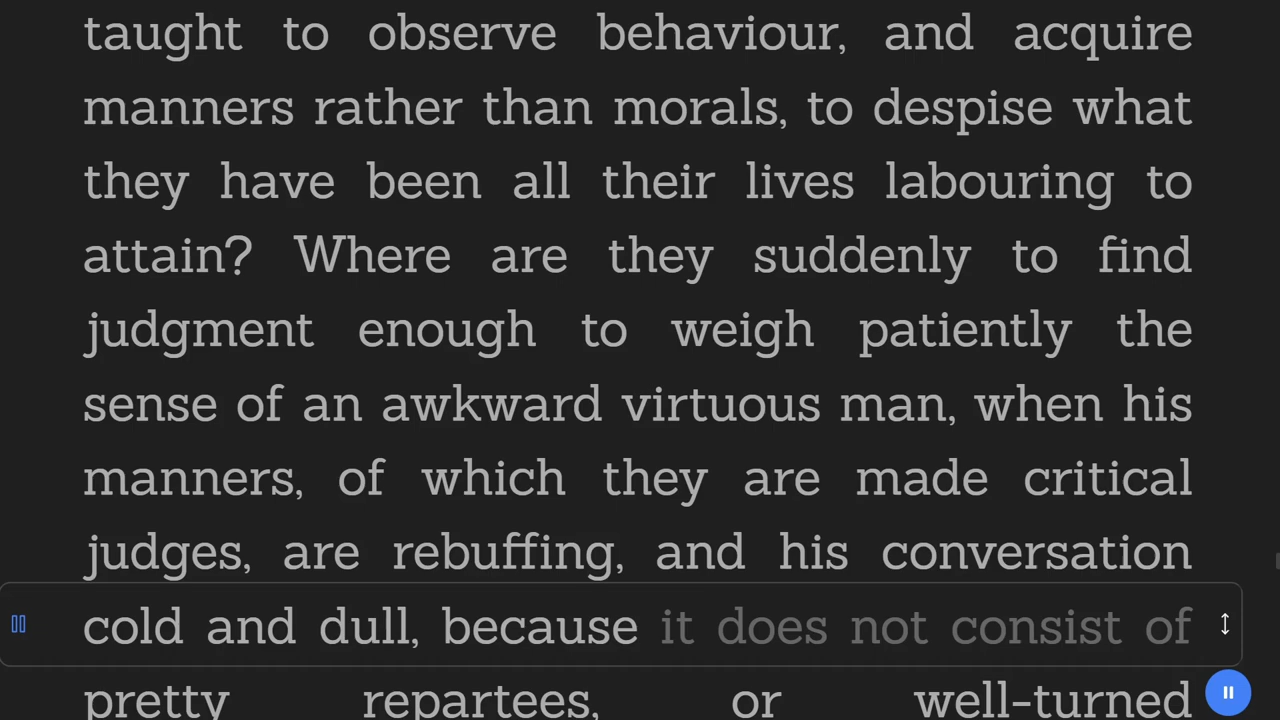 taught to observe behaviour, and acquire
manners rather than morals, to despise what
they have been all their lives labouring to
attain? Where are they suddenly to find
judgment enough to weigh patiently the
sense of an awkward virtuous man, when his
manners, of which they are made critical
judges, are rebuffing, and his conversation
cold and dull, because it does not consist of
pretty repartees, or well-turned